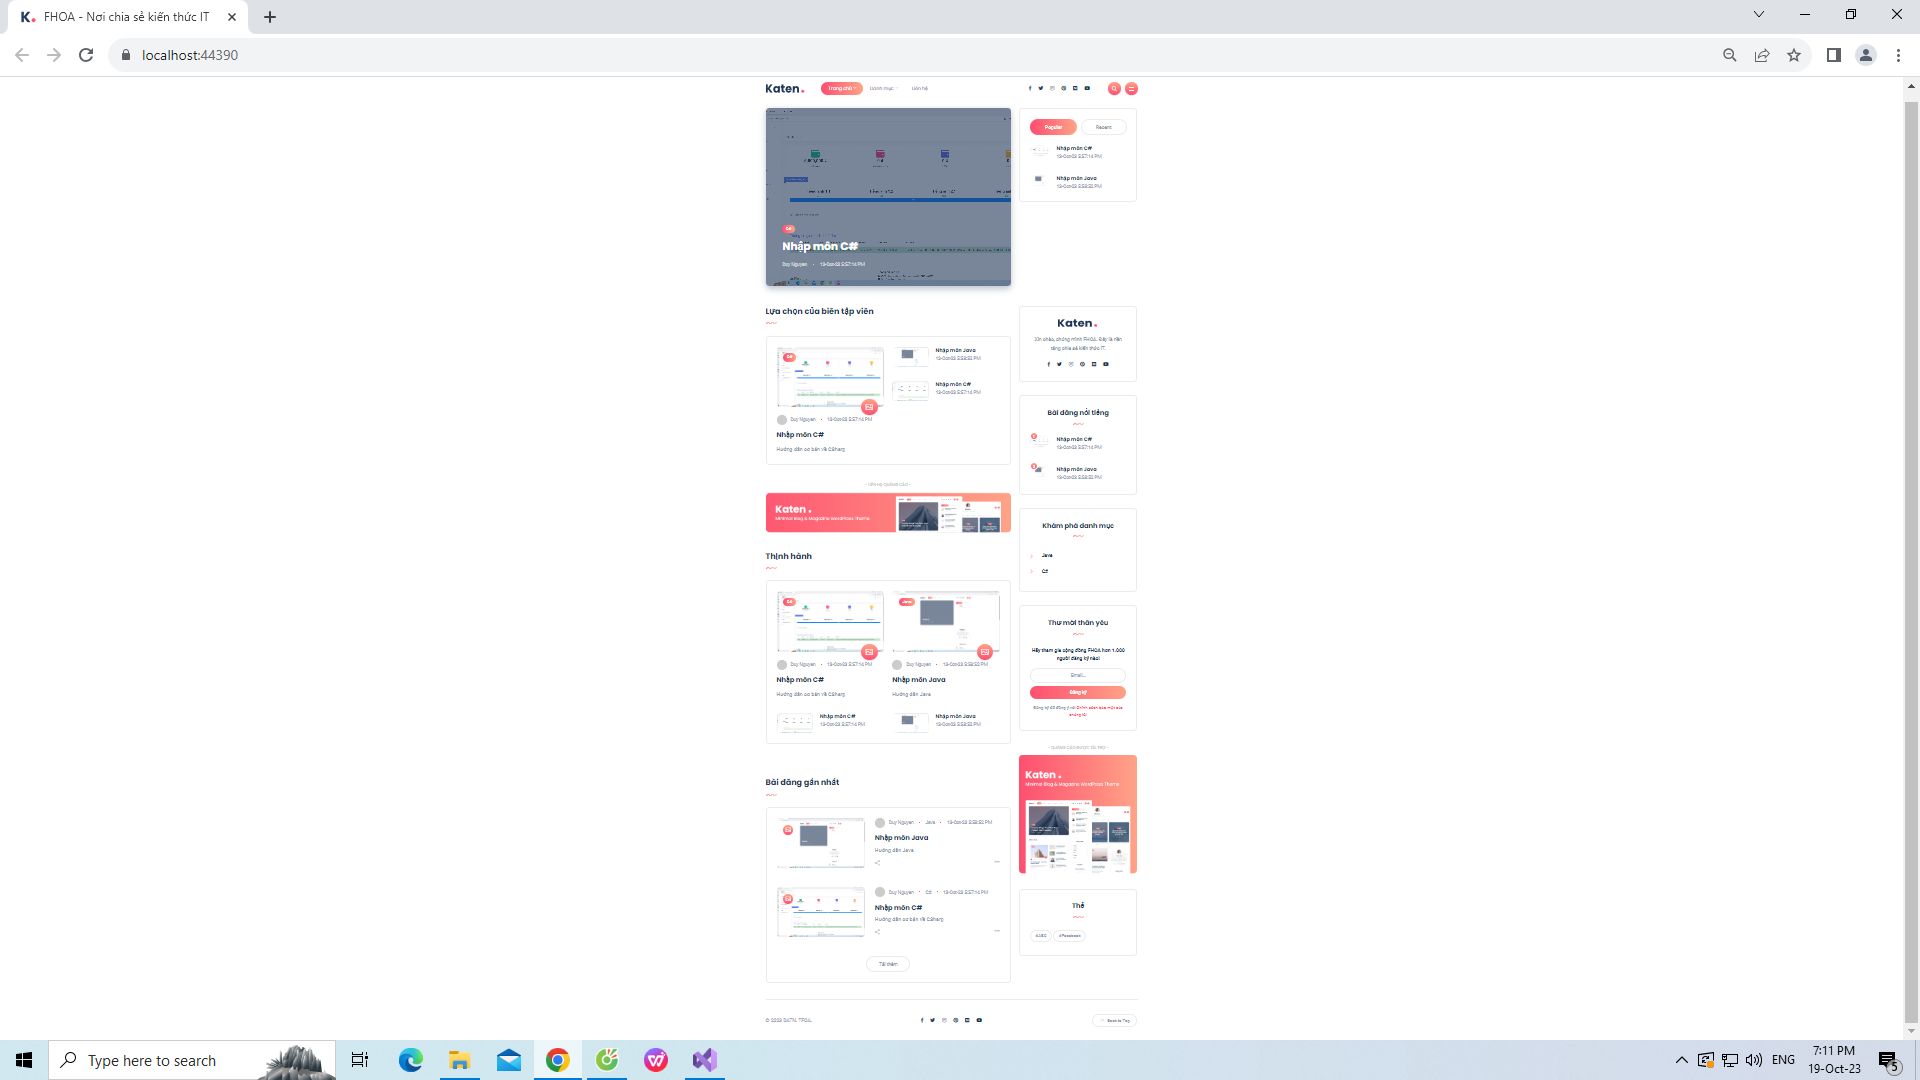 K. FHOA - Nơi chia sẻ kiến thức IT
localhost:44390
Katen.
Trang chủ
Danh mục
Liên hệ
C#
Nhập môn C#
Duy Nguyen • 19-Oct-23 5:57:14 PM
Popular
Recent
Nhập môn C#
19-Oct-23 5:57:14 PM
Nhập môn Java
19-Oct-23 5:58:52 PM
Lựa chọn của biên tập viên
C#
Duy Nguyen • 19-Oct-23 5:57:14 PM
Nhập môn C#
Hướng dẫn cơ bản về CSharp
Nhập môn Java
19-Oct-23 5:58:52 PM
Nhập môn C#
19-Oct-23 5:57:14 PM
Katen.
Xin chào, chúng mình FHOA. Đây là nền
tảng chia sẻ kiến thức IT.
Bài đăng nổi tiếng
Nhập môn C#
19-Oct-23 5:57:14 PM
Nhập môn Java
19-Oct-23 5:58:52 PM
- LIÊN HỆ QUẢNG CÁO -
Katen.
Minimal Blog & Magazine WordPress Theme
Khám phá danh mục
Java
C#
Thịnh hành
C#
Duy Nguyen • 19-Oct-23 5:57:14 PM
Nhập môn C#
Hướng dẫn cơ bản về CSharp
Java
Duy Nguyen • 19-Oct-23 5:58:52 PM
Nhập môn Java
Hướng dẫn Java
Nhập môn C#
19-Oct-23 5:57:14 PM
Nhập môn Java
19-Oct-23 5:58:52 PM
Thư mời thân yêu
Hãy tham gia cộng đồng FHOA hơn 1.000
người đăng ký nào!
Email...
Đăng ký
Katen.
Minimal Blog & Magazine WordPress Theme
Bài đăng gần nhất
Duy Nguyen • Java • 19-Oct-23 5:58:52 PM
Nhập môn Java
Hướng dẫn Java
Duy Nguyen • C# • 19-Oct-23 5:57:14 PM
Nhập môn C#
Hướng dẫn cơ bản về CSharp
Tải thêm
Thẻ
#Facebook
Back to Top
Type here to search
ENG
7:11 PM
19-Oct-23
5